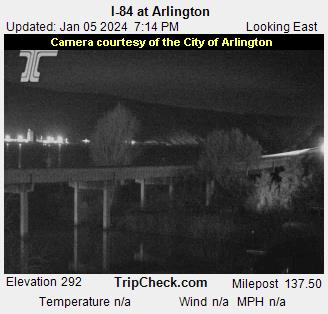 I-84 at Arlington
Updated: Jan 05 2024 7:14 PM Looking East
Camera courtesy of the City of Arlington
Elevation 292 TripCheck.com Milepost 137.50
Temperature n/a Wind n/a MPH n/a